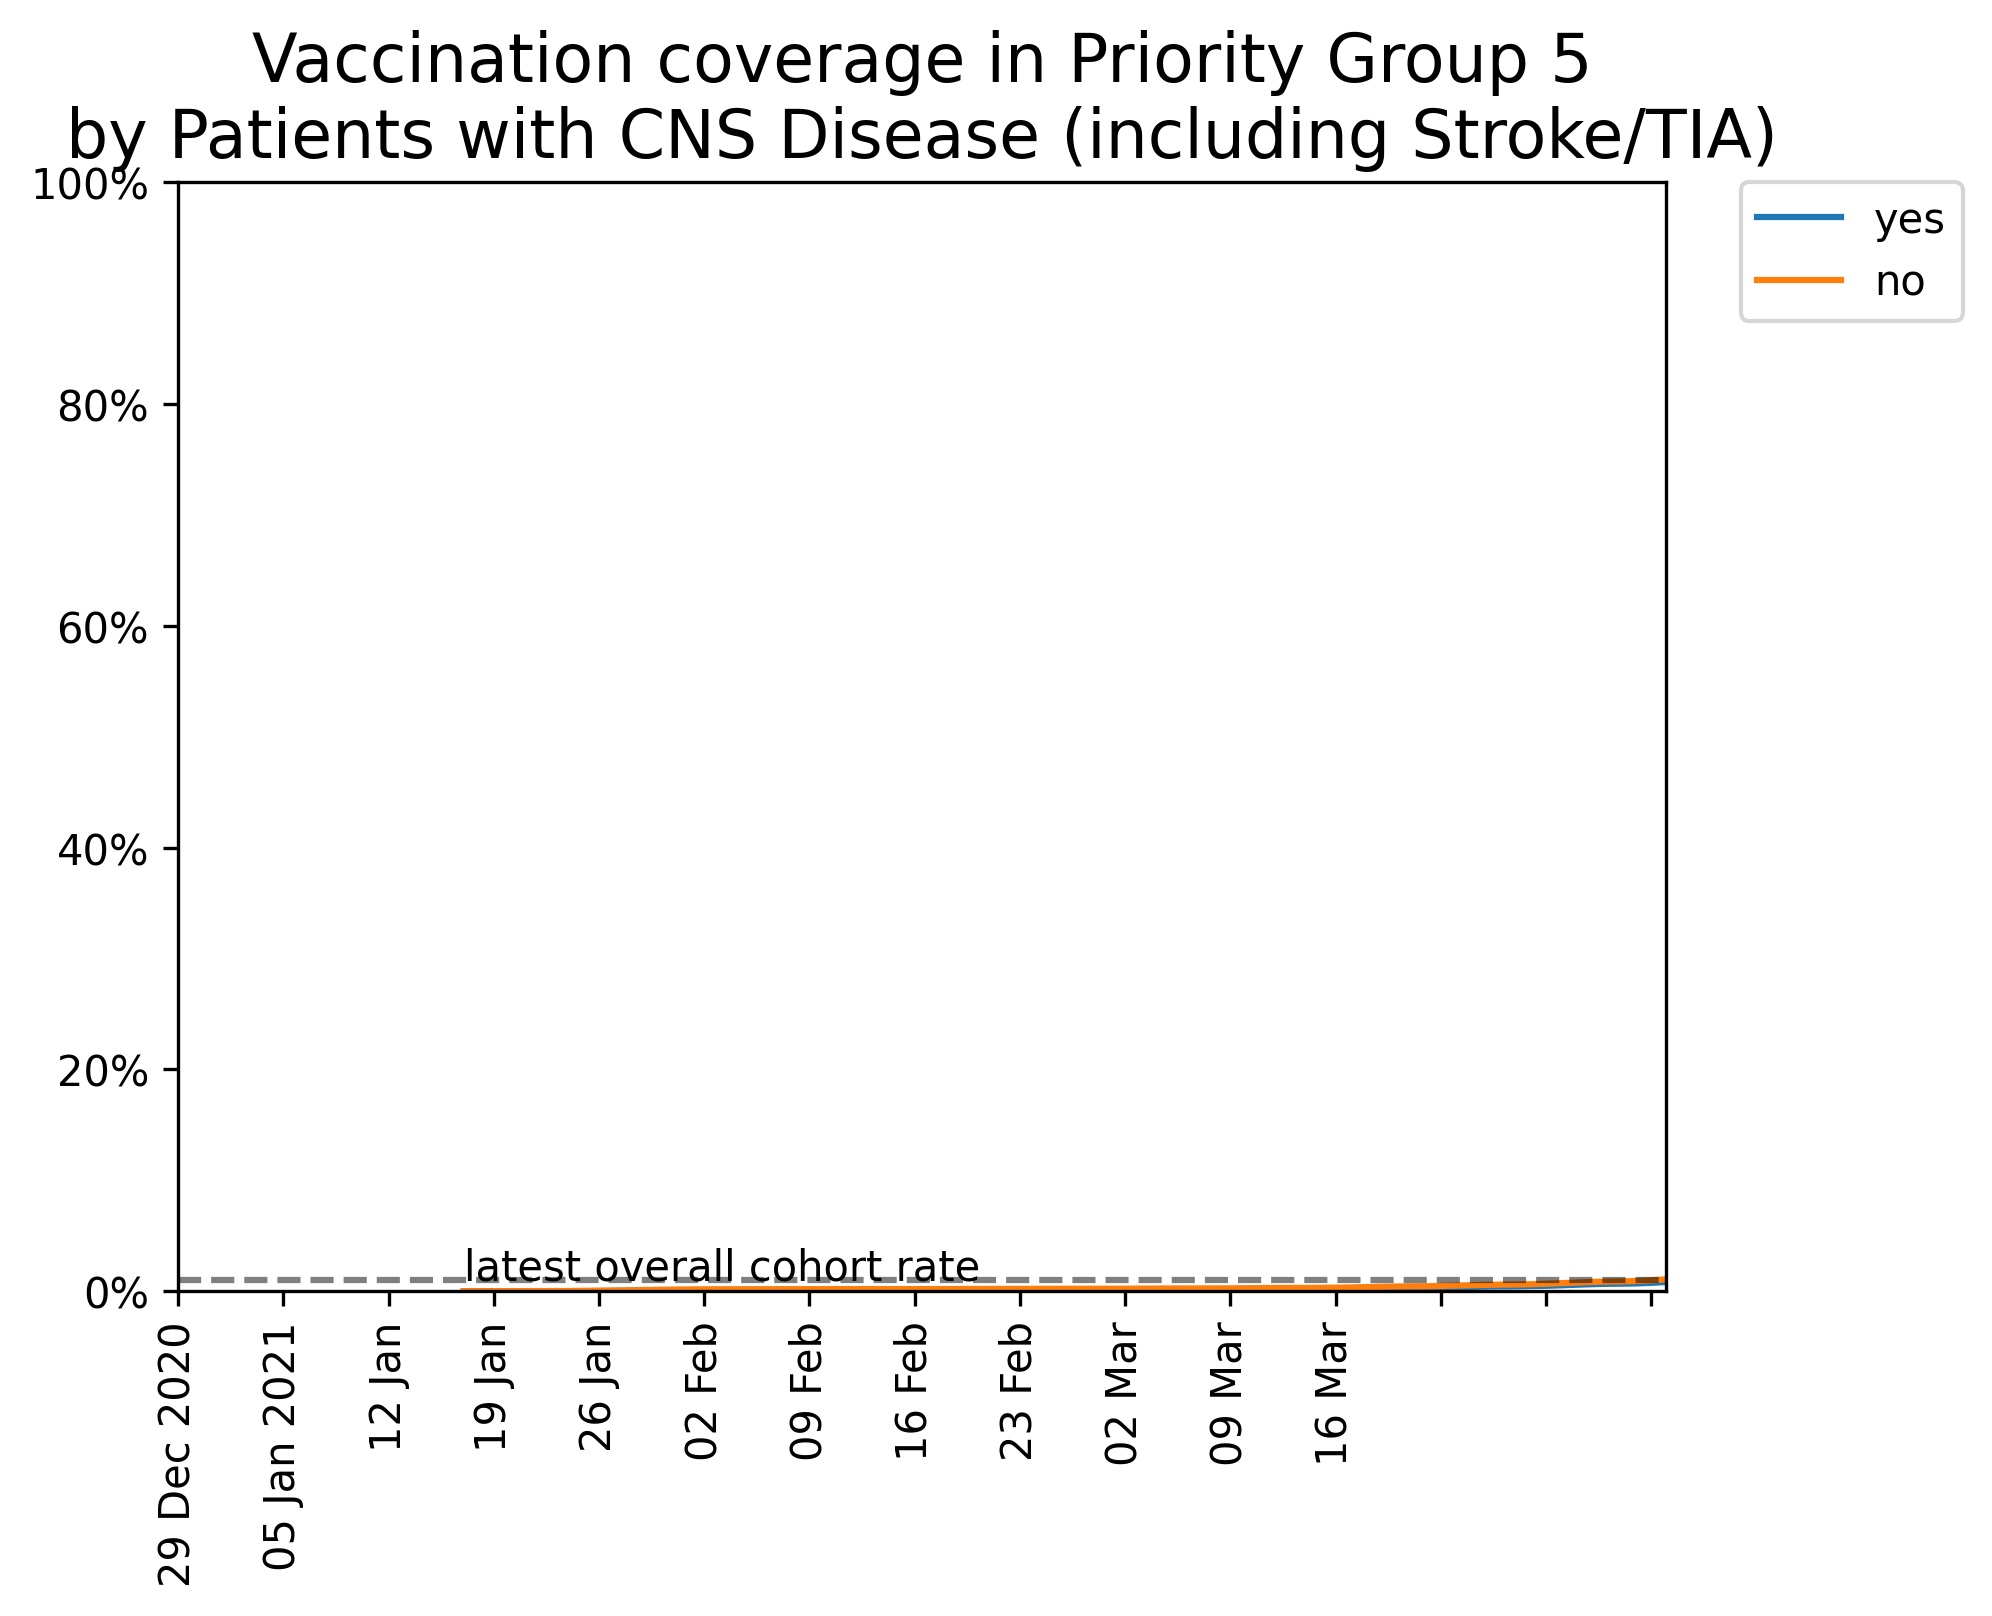 Vaccination coverage in Priority Group 5
by Patients with CNS Disease (including Stroke/TIA)
100%
80%
60%
40%
20%
0%
yes
no
latest overall cohort rate
29 Dec 2020
05 Jan 2021
12 Jan
19 Jan
26 Jan
02 Feb
09 Feb
16 Feb
23 Feb
02 Mar
09 Mar
16 Mar